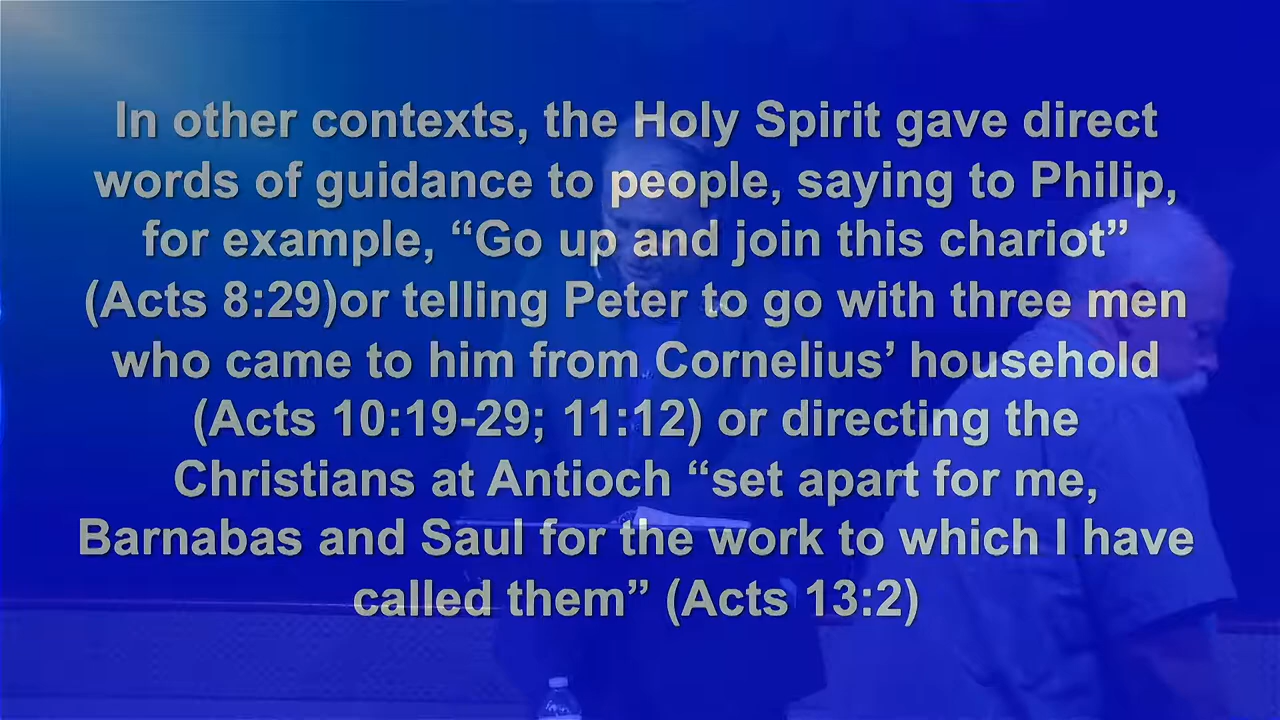 In other contexts, the Holy Spirit gave direct
words of guidance to people, saying to Philip,
for example, “Go up and join this chariot”
(Acts 8:29)or telling Peter to go with three men
who came to him from Cornelius’ household
(Acts 10:19-29; 11:12) or directing the
Christians at Antioch “set apart for me,
Barnabas and Saul for the work to which I have
called them” (Acts 13:2)